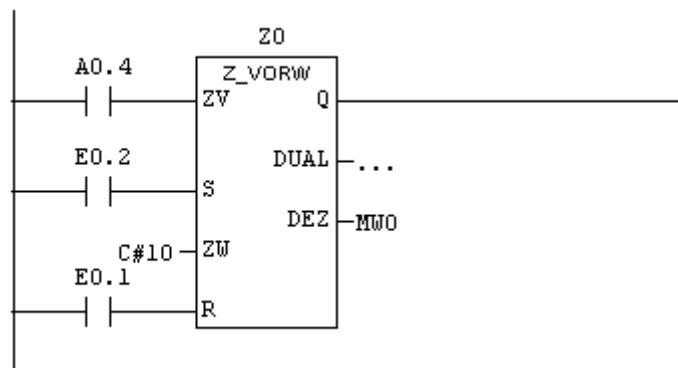 Z0
A0.4
Z_VORW
ZV Q
E0.2
DUAL ...
S
DEZ MW0
C#10 ZW
E0.1
R